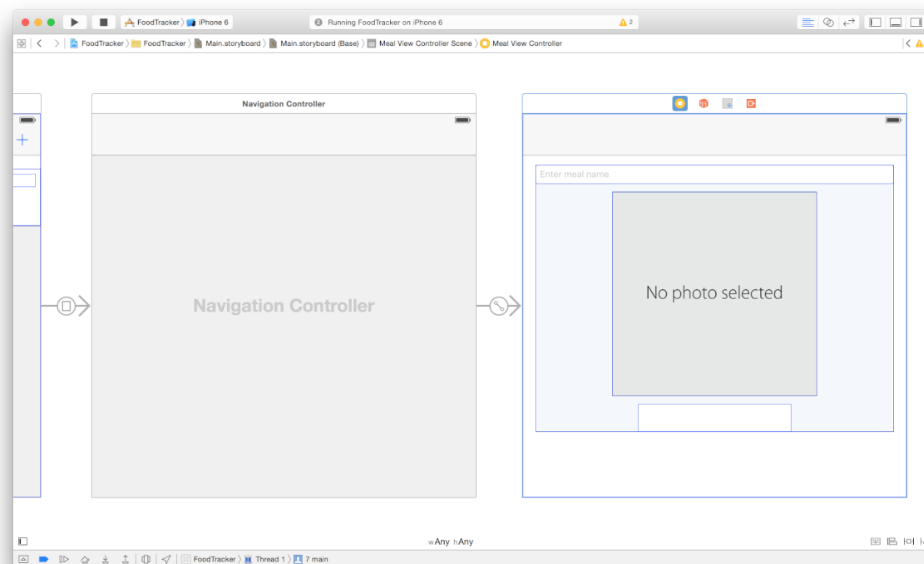 FoodTracker iPhone 6 Running FoodTracker on iPhone 6 2
FoodTracker FoodTracker Main.storyboard Main.storyboard (Base) Meal View Controller Scene Meal View Controller
Navigation Controller
Enter meal name
No photo selected
Navigation Controller
wAny hAny
FoodTracker Thread 1 7 main